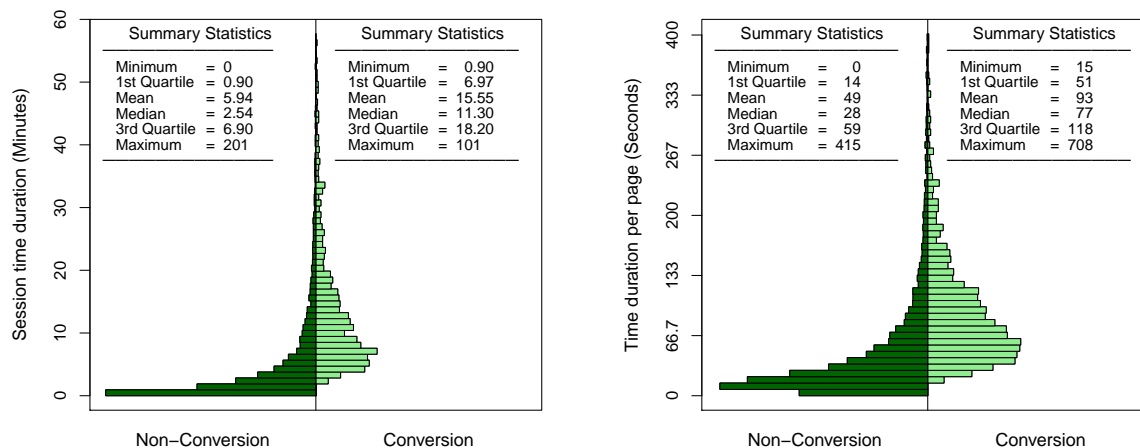 Session time duration (Minutes)
60
50
40
30
20
10
0
Summary Statistics
Minimum = 0
1st Quartile = 0.90
Mean = 5.94
Median = 2.54
3rd Quartile = 6.90
Maximum = 201
Summary Statistics
Minimum = 0.90
1st Quartile = 6.97
Mean = 15.55
Median = 11.30
3rd Quartile = 18.20
Maximum = 101
Non−Conversion
Conversion
Time duration per page (Seconds)
400
333
267
200
133
66.7
0
Summary Statistics
Minimum = 0
1st Quartile = 14
Mean = 49
Median = 28
3rd Quartile = 59
Maximum = 415
Summary Statistics
Minimum = 15
1st Quartile = 51
Mean = 93
Median = 77
3rd Quartile = 118
Maximum = 708
Non−Conversion
Conversion